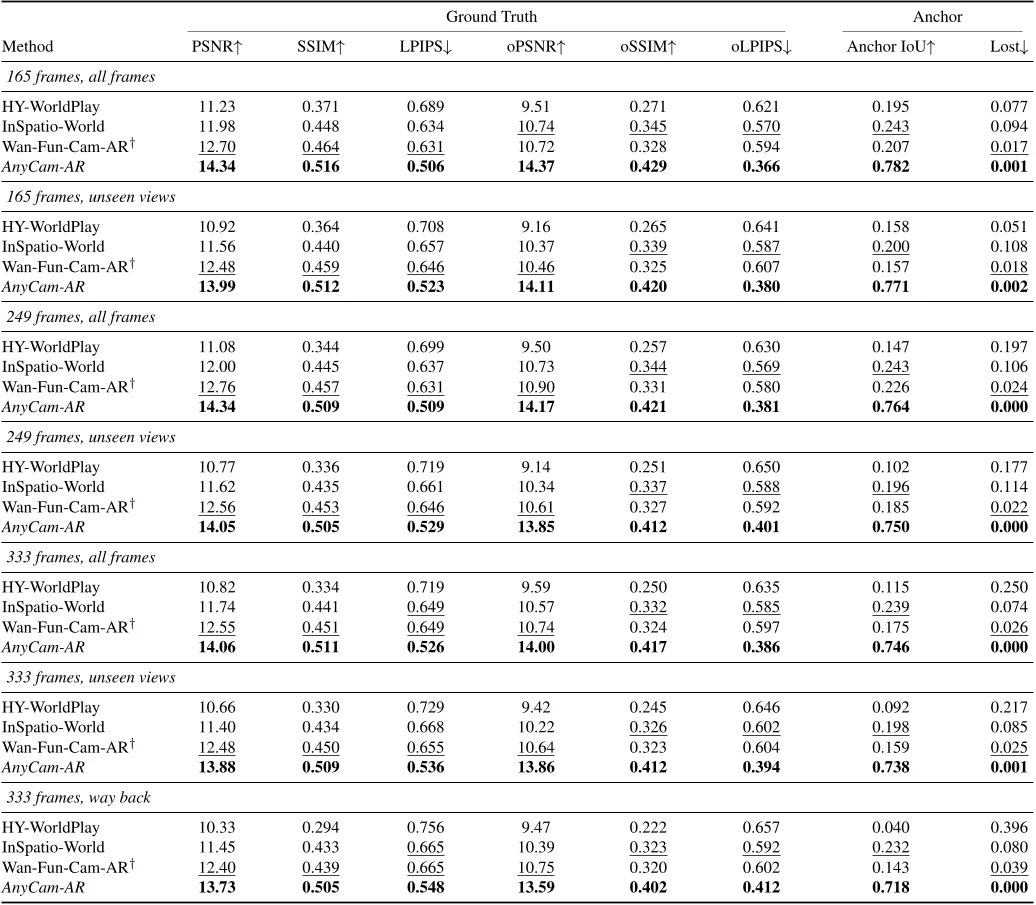 Ground Truth Anchor
Method PSNR↑ SSIM↑ LPIPS↓ oPSNR↑ oSSIM↑ oLPIPS↓ Anchor IoU↑ Lost↓
165 frames, all frames
HY-WorldPlay 11.23 0.371 0.689 9.51 0.271 0.621 0.195 0.077
InSpatio-World 11.98 0.448 0.634 10.74 0.345 0.570 0.243 0.094
Wan-Fun-Cam-AR† 12.70 0.464 0.631 10.72 0.328 0.594 0.207 0.017
AnyCam-AR 14.34 0.516 0.506 14.37 0.429 0.366 0.782 0.001
165 frames, unseen views
HY-WorldPlay 10.92 0.364 0.708 9.16 0.265 0.641 0.158 0.051
InSpatio-World 11.56 0.440 0.657 10.37 0.339 0.587 0.200 0.108
Wan-Fun-Cam-AR† 12.48 0.459 0.646 10.46 0.325 0.607 0.157 0.018
AnyCam-AR 13.99 0.512 0.523 14.11 0.420 0.380 0.771 0.002
249 frames, all frames
HY-WorldPlay 11.08 0.344 0.699 9.50 0.257 0.630 0.147 0.197
InSpatio-World 12.00 0.445 0.637 10.73 0.344 0.569 0.243 0.106
Wan-Fun-Cam-AR† 12.76 0.457 0.631 10.90 0.331 0.580 0.226 0.024
AnyCam-AR 14.34 0.509 0.509 14.17 0.421 0.381 0.764 0.000
249 frames, unseen views
HY-WorldPlay 10.77 0.336 0.719 9.14 0.251 0.650 0.102 0.177
InSpatio-World 11.62 0.435 0.661 10.34 0.337 0.588 0.196 0.114
Wan-Fun-Cam-AR† 12.56 0.453 0.646 10.61 0.327 0.592 0.185 0.022
AnyCam-AR 14.05 0.505 0.529 13.85 0.412 0.401 0.750 0.000
333 frames, all frames
HY-WorldPlay 10.82 0.334 0.719 9.59 0.250 0.635 0.115 0.250
InSpatio-World 11.74 0.441 0.649 10.57 0.332 0.585 0.239 0.074
Wan-Fun-Cam-AR† 12.55 0.451 0.649 10.74 0.324 0.597 0.175 0.026
AnyCam-AR 14.06 0.511 0.526 14.00 0.417 0.386 0.746 0.000
333 frames, unseen views
HY-WorldPlay 10.66 0.330 0.729 9.42 0.245 0.646 0.092 0.217
InSpatio-World 11.40 0.434 0.668 10.22 0.326 0.602 0.198 0.085
Wan-Fun-Cam-AR† 12.48 0.450 0.655 10.64 0.323 0.604 0.159 0.025
AnyCam-AR 13.88 0.509 0.536 13.86 0.412 0.394 0.738 0.001
333 frames, way back
HY-WorldPlay 10.33 0.294 0.756 9.47 0.222 0.657 0.040 0.396
InSpatio-World 11.45 0.433 0.665 10.39 0.323 0.592 0.232 0.080
Wan-Fun-Cam-AR† 12.40 0.439 0.665 10.75 0.320 0.602 0.143 0.039
AnyCam-AR 13.73 0.505 0.548 13.59 0.402 0.412 0.718 0.000